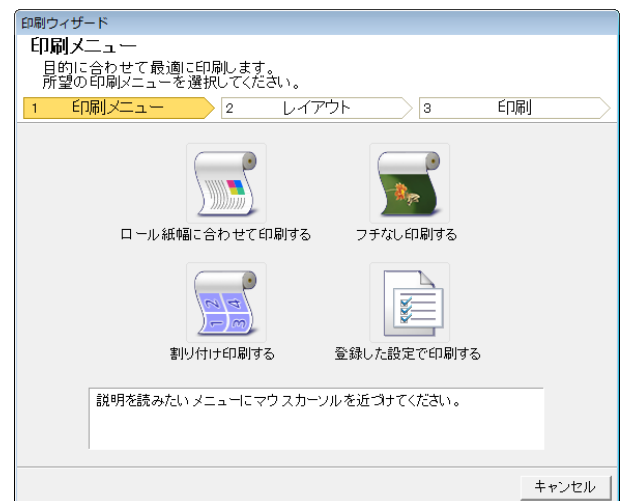 印刷ウィザード
印刷メニュー
目的に合わせて最適に印刷します。
所望の印刷メニューを選択してください。
1 印刷メニュー 2 レイアウト 3 印刷
ロール紙幅に合わせて印刷する フチなし印刷する
1 2 3 4
割り付け印刷する 登録した設定で印刷する
説明を読みたいメニューにマウスカーソルを近づけてください。
キャンセル